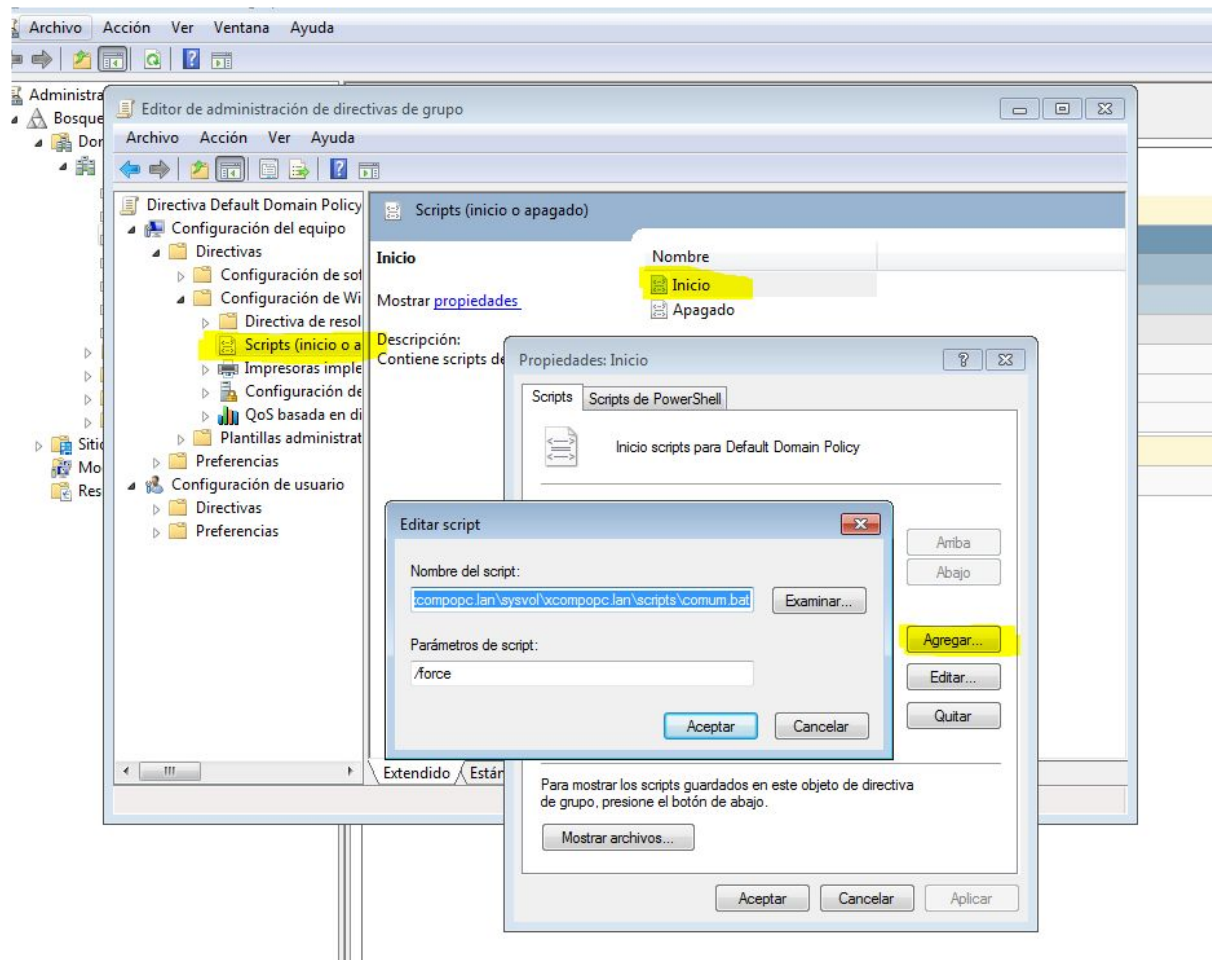 Archivo Acción Ver Ventana Ayuda
Administra
Bosque
Dor
Sitic
Mo
Res
Editor de administración de directivas de grupo
Archivo Acción Ver Ayuda
Directiva Default Domain Policy
Configuración del equipo
Directivas
Configuración de sof
Configuración de Wi
Directiva de resol
Scripts (inicio o a
Impresoras imple
Configuración de
QoS basada en di
Plantillas administrat
Preferencias
Configuración de usuario
Directivas
Preferencias
Scripts (inicio o apagado)
Inicio
Mostrar propiedades
Descripción:
Contiene scripts de
Nombre
Inicio
Apagado
Extendido
Están
Propiedades: Inicio
Scripts
Scripts de PowerShell
Inicio scripts para Default Domain Policy
Arriba
Abajo
Agregar...
Editar...
Quitar
Para mostrar los scripts guardados en este objeto de directiva
de grupo, presione el botón de abajo.
Mostrar archivos...
Aceptar
Cancelar
Aplicar
Editar script
Nombre del script:
xcompopc.lan\sysvol\xcompopc.lan\scripts\comum.bat
Examinar...
Parámetros de script:
/force
Aceptar
Cancelar